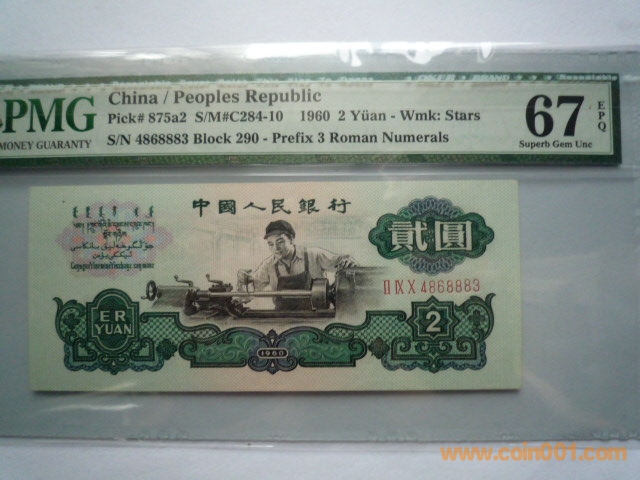 PMG
MONEY GUARANTY
China / Peoples Republic
Pick# 875a2 S/M#C284-10 1960 2 Yüan - Wmk: Stars
S/N 4868883 Block 290 - Prefix 3 Roman Numerals
67 EPQ
Superb Gem Unc
中國人民銀行
貳圓
II IX X 4868883
ER
YUAN
2
1960
www.coin001.com